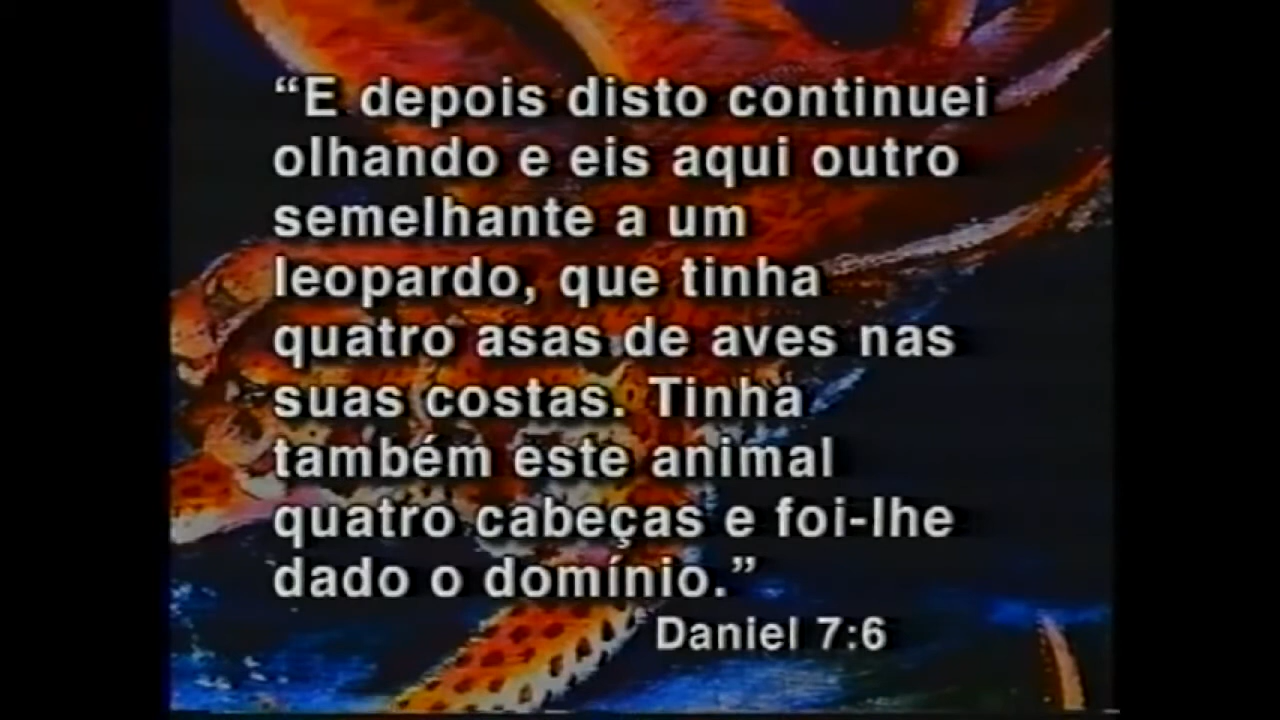 “E depois disto continuei
olhando e eis aqui outro
semelhante a um
leopardo, que tinha
quatro asas de aves nas
suas costas. Tinha
também este animal
quatro cabeças e foi-lhe
dado o domínio.”
Daniel 7:6